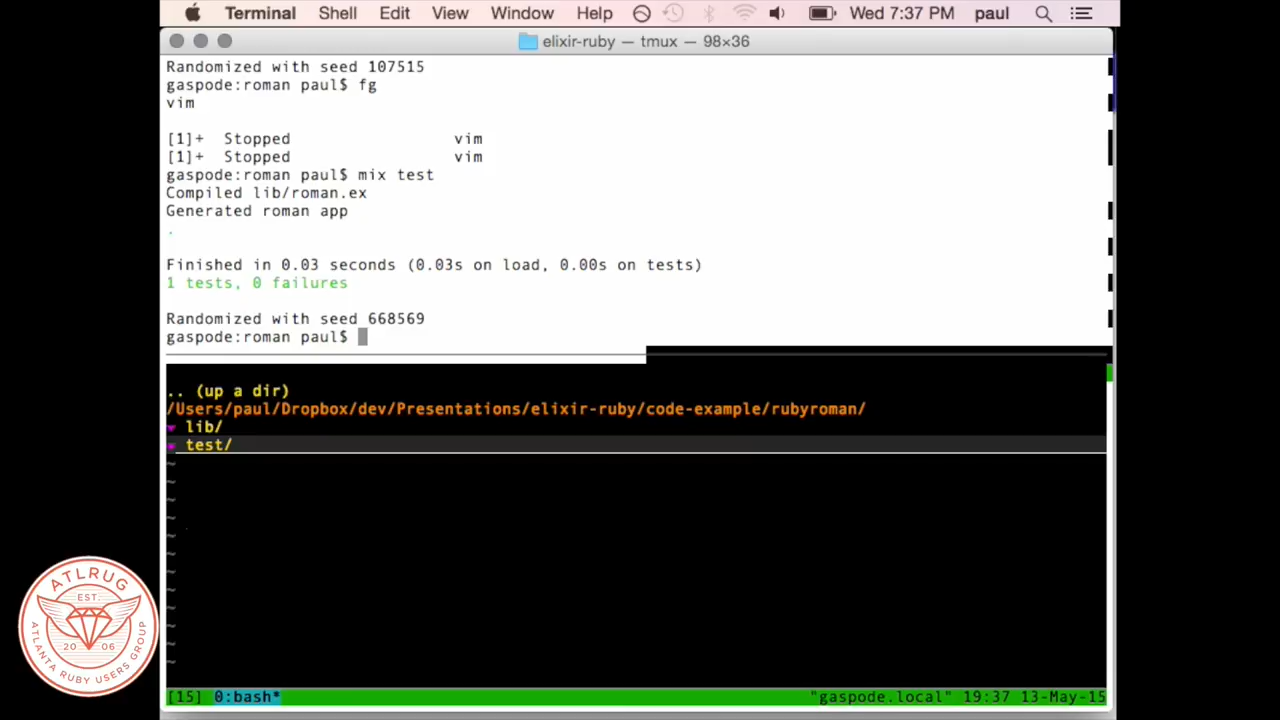 Terminal Shell Edit View Window Help Wed 7:37 PM paul
elixir-ruby — tmux — 98×36
Randomized with seed 107515
gaspode:roman paul$ fg
vim
[1]+  Stopped                 vim
[1]+  Stopped                 vim
gaspode:roman paul$ mix test
Compiled lib/roman.ex
Generated roman app
.
Finished in 0.03 seconds (0.03s on load, 0.00s on tests)
1 tests, 0 failures
Randomized with seed 668569
gaspode:roman paul$
.. (up a dir)
/Users/paul/Dropbox/dev/Presentations/elixir-ruby/code-example/rubyroman/
▾ lib/
▾ test/
~
~
~
~
~
~
~
~
~
~
~
~
[15] 0:bash* "gaspode.local" 19:37 13-May-15
ATLRUG
EST.
20 06
ATLANTA RUBY USERS GROUP